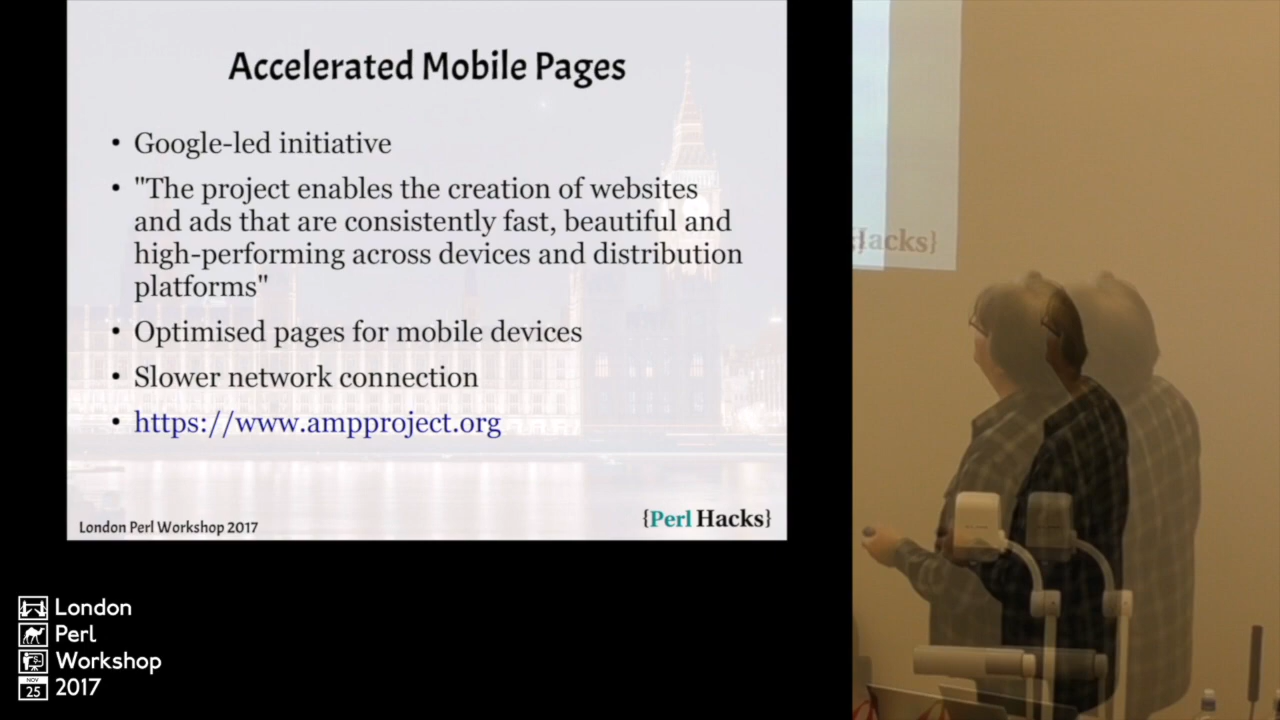 Accelerated Mobile Pages
• Google-led initiative
• "The project enables the creation of websites
and ads that are consistently fast, beautiful and
high-performing across devices and distribution
platforms"
• Optimised pages for mobile devices
• Slower network connection
• https://www.ampproject.org
London Perl Workshop 2017
{Perl Hacks}
Hacks}
London
Perl
Workshop
NOV
25
2017